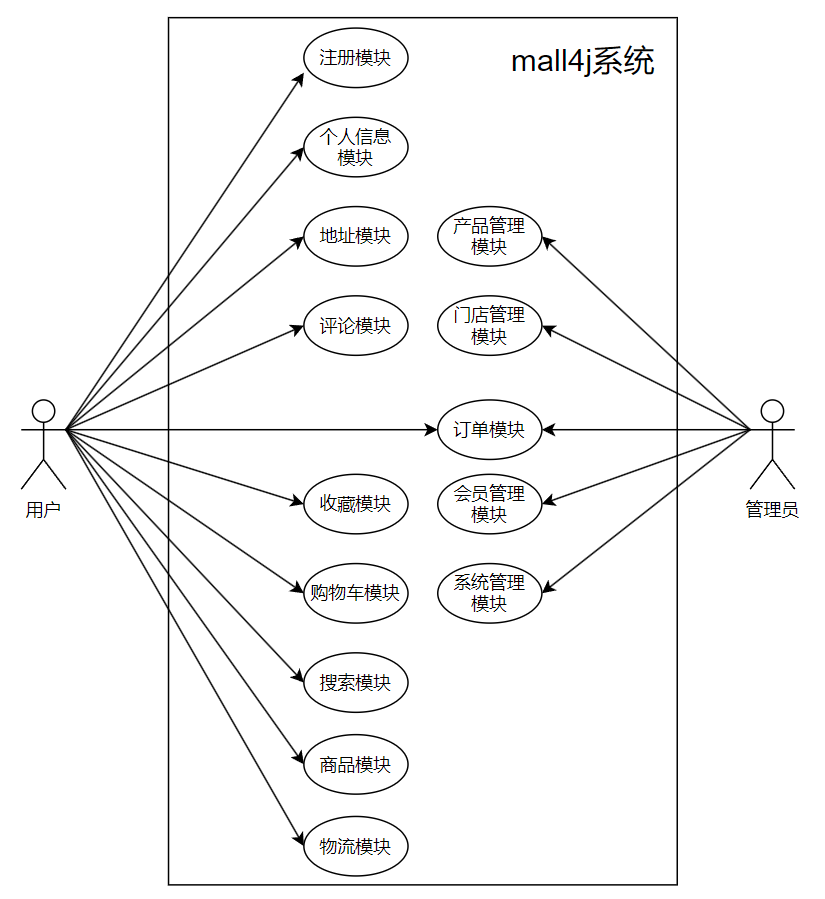 mall4j系统
注册模块
个人信息
模块
地址模块
产品管理
模块
评论模块
门店管理
模块
订单模块
用户
管理员
收藏模块
会员管理
模块
购物车模块
系统管理
模块
搜索模块
商品模块
物流模块